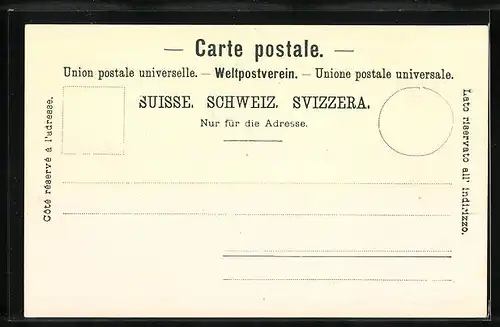 — Carte postale. —
Union postale universelle. — Weltpostverein. — Unione postale universale.
SUISSE. SCHWEIZ. SVIZZERA.
Nur für die Adresse.
Côté réservé à l'adresse.
Lato riservato all' indirizzo.